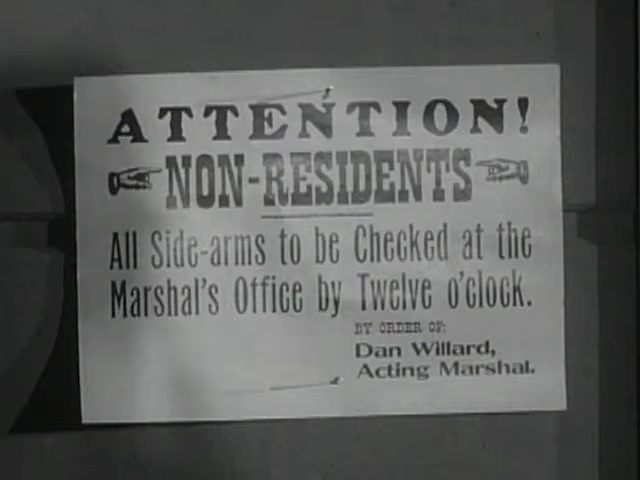 ATTENTION!
NON-RESIDENTS
All Side-arms to be Checked at the
Marshal's Office by Twelve o'clock.
BY ORDER OF:
Dan Willard,
Acting Marshal.